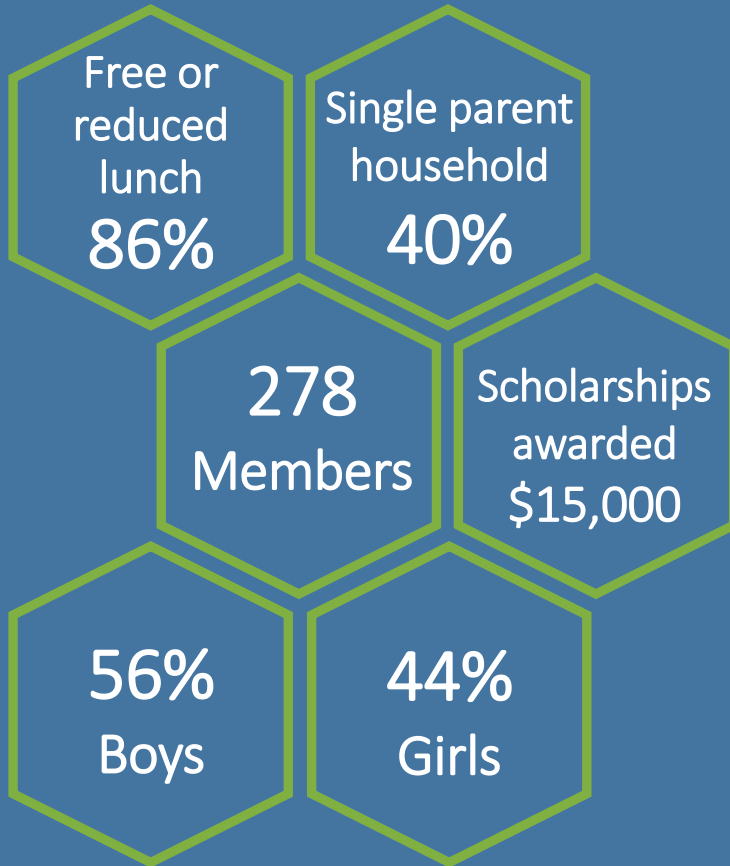 Free or
reduced
lunch
86%
Single parent
household
40%
278
Members
Scholarships
awarded
$15,000
56%
Boys
44%
Girls